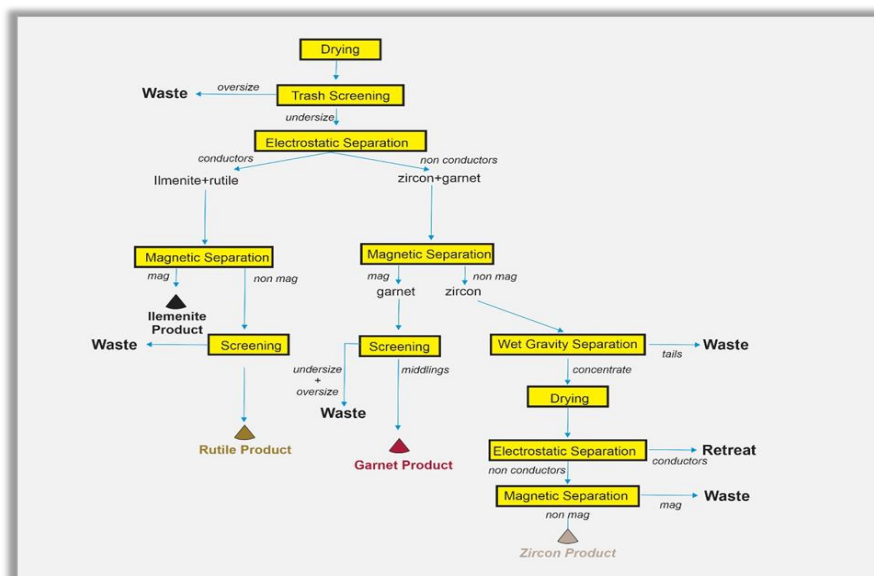 Drying
Waste
oversize
Trash Screening
undersize
Electrostatic Separation
conductors
non conductors
Ilmenite+rutile
zircon+garnet
Magnetic Separation
Magnetic Separation
mag
non mag
mag
non mag
garnet
zircon
Ilemenite
Product
Waste
Screening
Screening
Wet Gravity Separation
Waste
tails
undersize
+
oversize
middlings
concentrate
Waste
Drying
Rutile Product
Garnet Product
Electrostatic Separation
Retreat
conductors
non conductors
Magnetic Separation
Waste
mag
non mag
Zircon Product